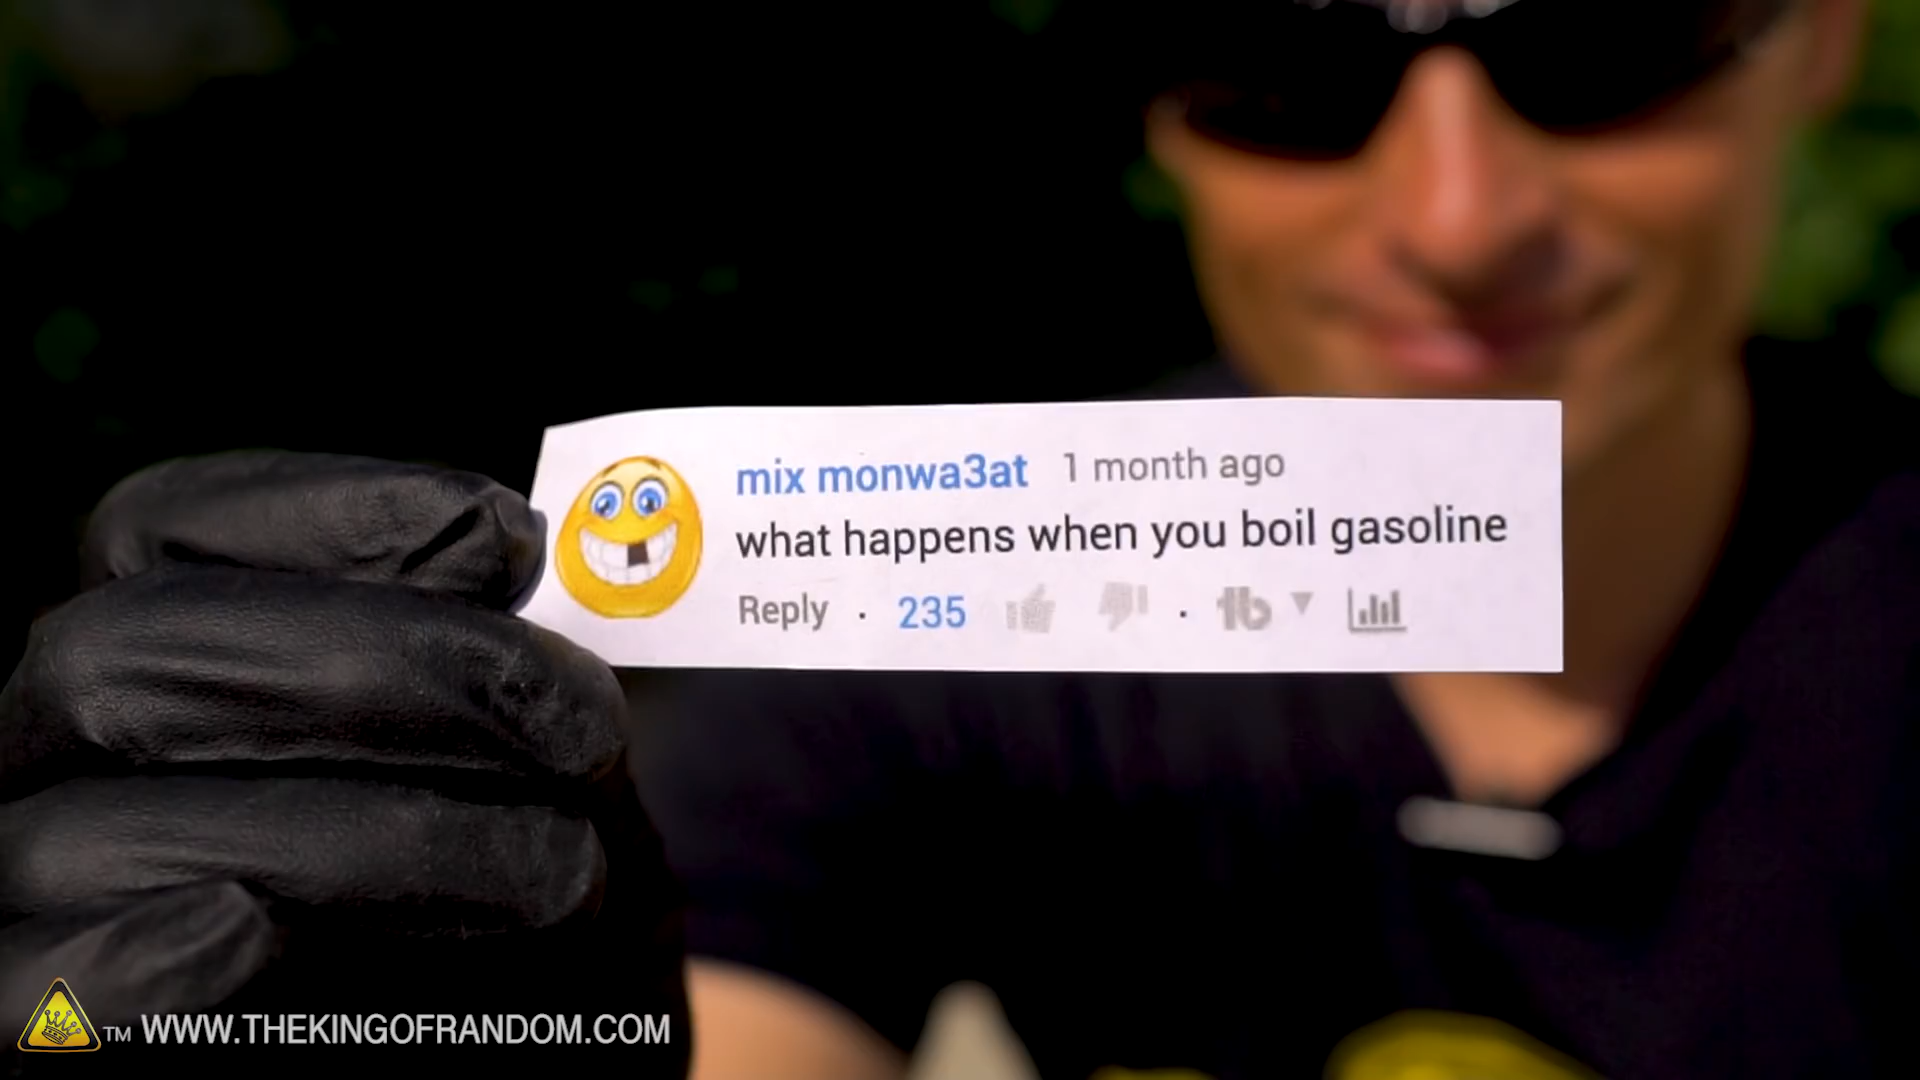 mix monwa3at 1 month ago
what happens when you boil gasoline
Reply · 235 ·
TM WWW.THEKINGOFRANDOM.COM